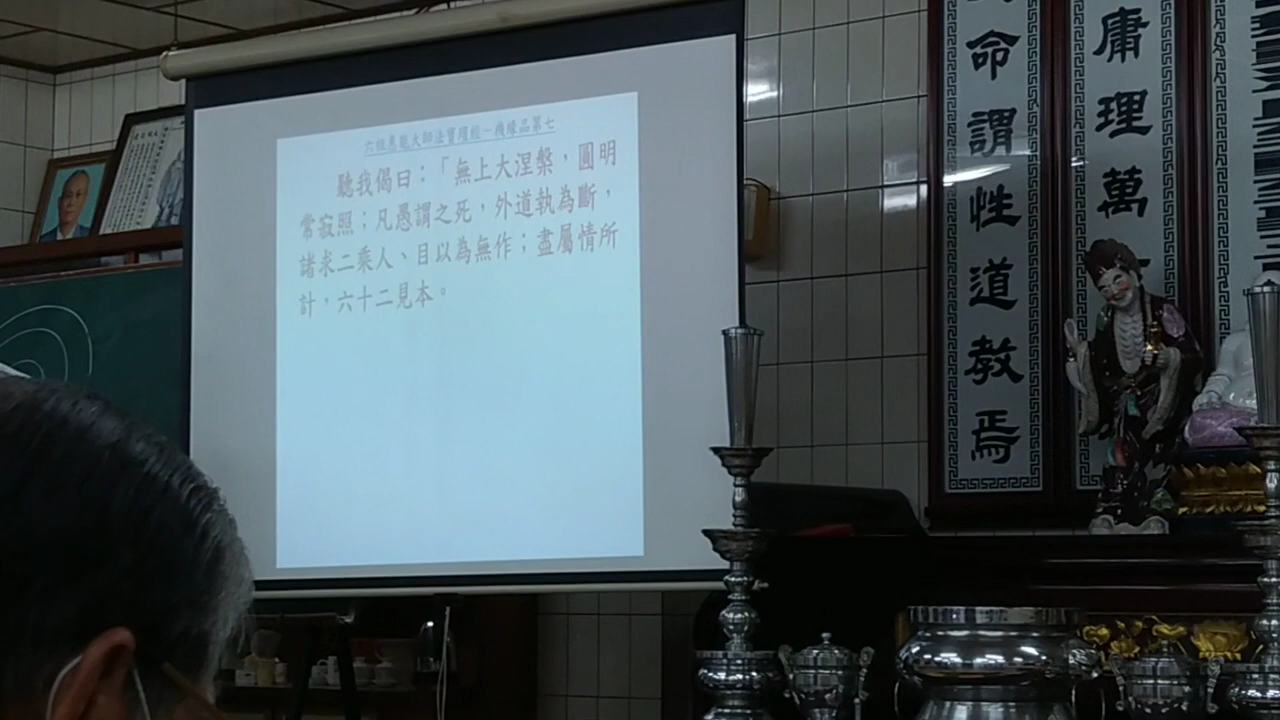 六祖惠能大師法寶壇經－機緣品第七
聽我偈曰：「無上大涅槃，圓明
常寂照；凡愚謂之死，外道執為斷，
諸求二乘人、目以為無作；盡屬情所
計，六十二見本。
庸理萬
命謂性道教焉